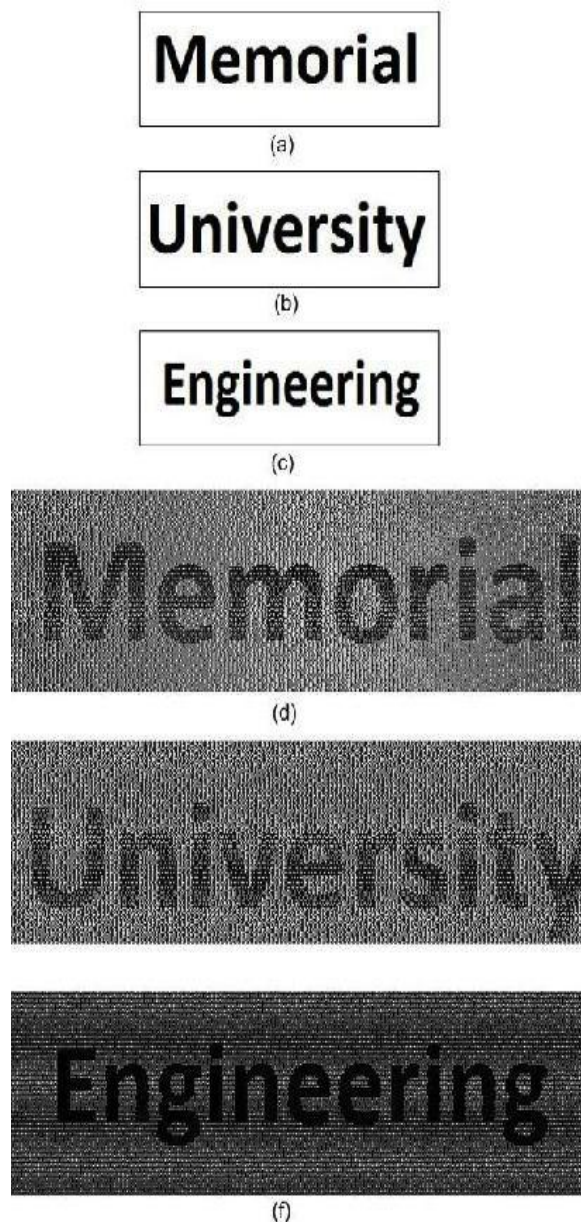 Memorial
(a)
University
(b)
Engineering
(c)
Memorial
(d)
University
Engineering
(f)